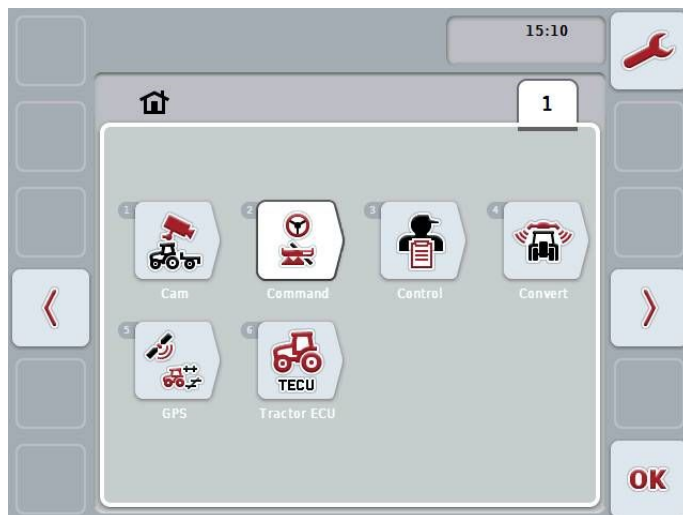 15:10
1
1
2
3
4
Cam
Command
Control
Convert
5
6
TECU
GPS
Tractor ECU
OK